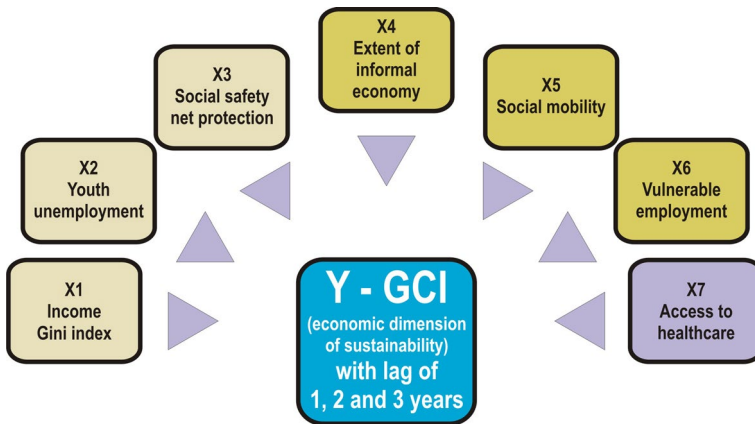 X1
Income
Gini index
X2
Youth
unemployment
X3
Social safety
net protection
X4
Extent of
informal
economy
X5
Social mobility
X6
Vulnerable
employment
X7
Access to
healthcare
Y - GCI
(economic dimension
of sustainability)
with lag of
1, 2 and 3 years